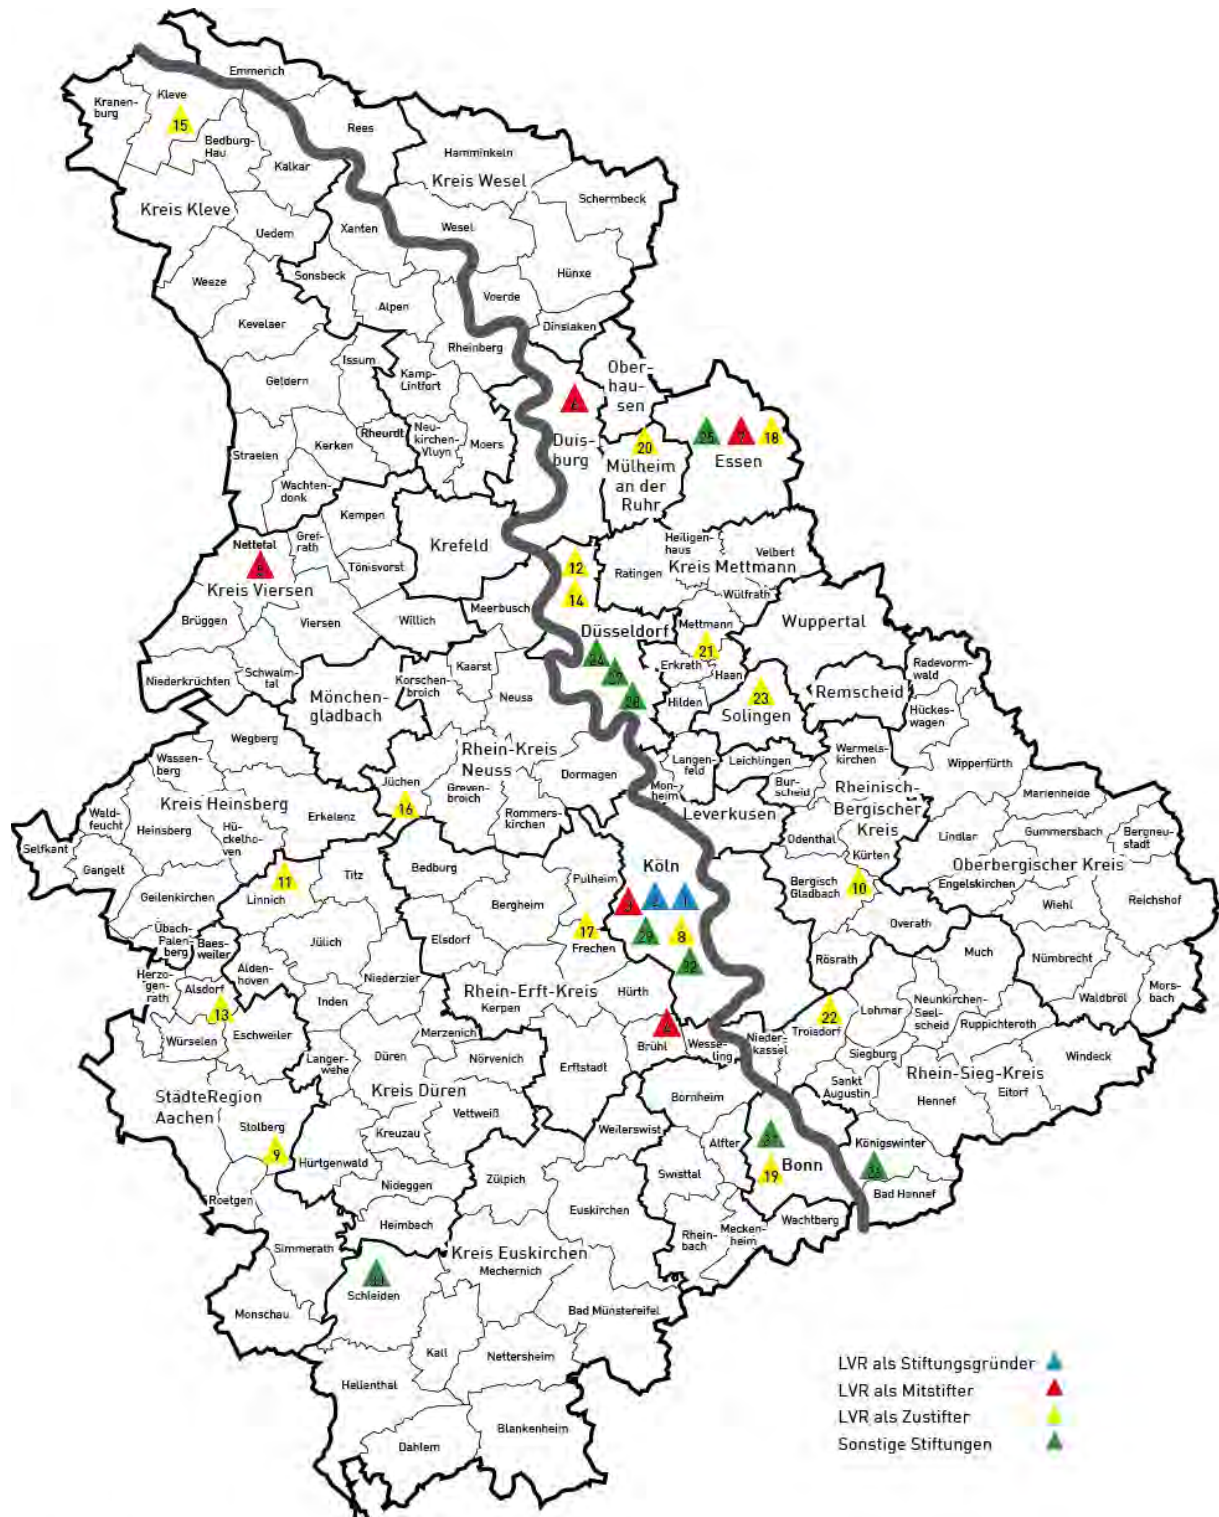 Emmerich
Kleve
Kranen-
burg
15
Bedburg-
Hau
Kalkar
Rees
Hamminkeln
Kreis Wesel
Schermbeck
Kreis Kleve
Uedem
Xanten
Wesel
Weeze
Sonsbeck
Hünxe
Alpen
Voerde
Kevelaer
Dinslaken
Rheinberg
Issum
Geldern
Kamp-
Lintfort
Ober-
hau-
sen
Duis-
burg
25
7
18
Essen
20
Mülheim
an der
Ruhr
Rheurdt
Neu-
kirchen-
Vluyn
Moers
Kerken
Straelen
Wachten-
donk
Kempen
Krefeld
Nettetal
Gref-
rath
Tönisvorst
Kreis Viersen
Heiligen-
haus
Velbert
Ratingen
Kreis Mettmann
Wülfrath
12
14
Meerbusch
Brüggen
Viersen
Willich
Mettmann
Wuppertal
Düsseldorf
21
24
27
28
Erkrath
Haan
Hilden
Kaarst
Korschen-
broich
Neuss
Schwalm-
tal
Niederkrüchten
Mönchen-
gladbach
23
Solingen
Remscheid
Radevorm-
wald
Hückes-
wagen
Wegberg
Wassen-
berg
Rhein-Kreis
Neuss
Dormagen
Langen-
feld
Leichlingen
Wermels-
kirchen
Wipperfürth
Mon-
heim
Bur-
scheid
Rheinisch-
Bergischer
Kreis
Marienheide
Jüchen
16
Greven-
broich
Rommers-
kirchen
Kreis Heinsberg
Wald-
feucht
Heinsberg
Hü-
ckelho-
ven
Erkelenz
Leverkusen
Selfkant
Gangelt
Odenthal
Kürten
Lindlar
Gummersbach
Bergneu-
stadt
Oberbergischer Kreis
Engelskirchen
Wiehl
Reichshof
Bedburg
Titz
Pulheim
Köln
Bergisch
Gladbach
10
11
Linnich
Geilenkirchen
Bergheim
17
Frechen
29
8
Overath
Übach-
Palen-
berg
Baes-
weiler
Jülich
Elsdorf
Rösrath
Much
Nümbrecht
Herzo-
genrath
Alsdorf
13
Alden-
hoven
Niederzier
Waldbröl
Mors-
bach
Rhein-Erft-Kreis
Kerpen
Hürth
Inden
Neunkirchen-
Seel-
scheid
22
Troisdorf
Lohmar
Ruppichteroth
Würselen
Eschweiler
Merzenich
Brühl
Wesse-
ling
Nieder-
kassel
Siegburg
Windeck
Langer-
wehe
Düren
Nörvenich
Erftstadt
Rhein-Sieg-Kreis
Sankt
Augustin
Hennef
Eitorf
StädteRegion
Aachen
Kreis Düren
Vettweiß
Bornheim
Stolberg
9
Kreuzau
Weilerswist
Alfter
Königswinter
Hürtgenwald
Nideggen
Zülpich
Swisttal
19
Bonn
Bad Honnef
Roetgen
Heimbach
Euskirchen
Rhein-
bach
Mecken-
heim
Wachtberg
Simmerath
Kreis Euskirchen
Mechernich
Schleiden
Monschau
Bad Münstereifel
Kall
Nettersheim
Hellenthal
Blankenheim
Dahlem
LVR als Stiftungsgründer
LVR als Mitstifter
LVR als Zustifter
Sonstige Stiftungen